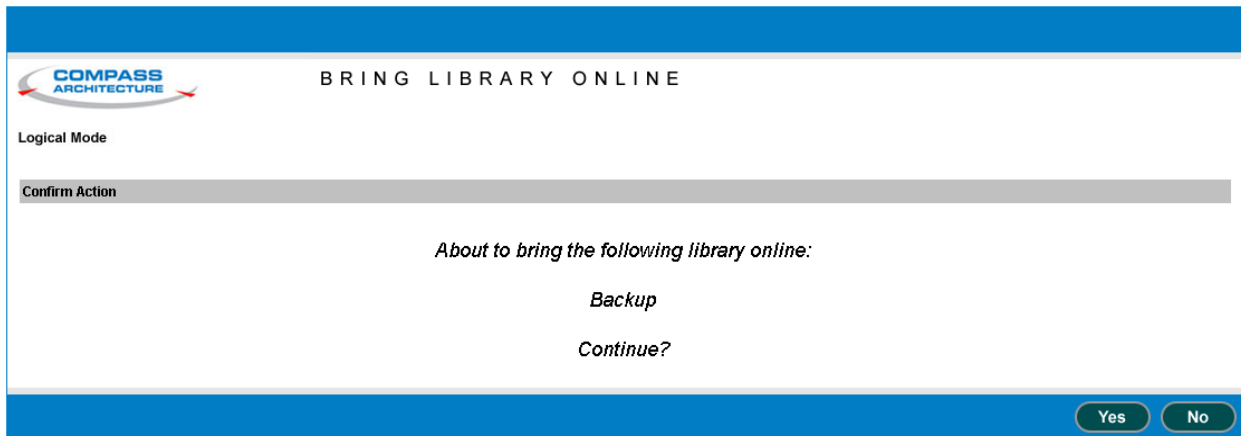 COMPASS
ARCHITECTURE
BRING LIBRARY ONLINE
Logical Mode
Confirm Action
About to bring the following library online:
Backup
Continue?
Yes No